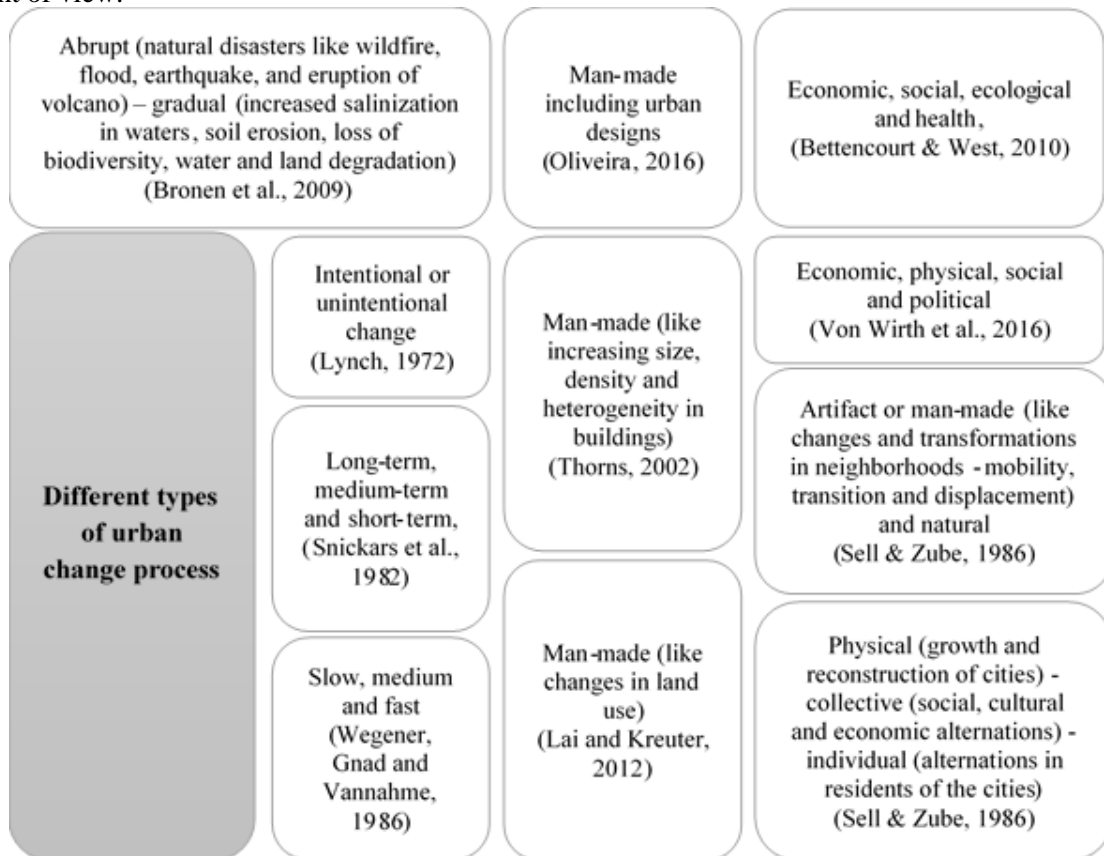 nt of view.
Abrupt (natural disasters like wildfire,
flood, earthquake, and eruption of
volcano) – gradual (increased salinization
in waters, soil erosion, loss of
biodiversity, water and land degradation)
(Bronen et al., 2009)
Man-made
including urban
designs
(Oliveira, 2016)
Economic, social, ecological
and health,
(Bettencourt & West, 2010)
Different types
of urban
change process
Intentional or
unintentional
change
(Lynch, 1972)
Long-term,
medium-term
and short-term,
(Snickars et al.,
1982)
Slow, medium
and fast
(Wegener,
Gnad and
Vannahme,
1986)
Man-made (like
increasing size,
density and
heterogeneity in
buildings)
(Thorns, 2002)
Man-made (like
changes in land
use)
(Lai and Kreuter,
2012)
Economic, physical, social
and political
(Von Wirth et al., 2016)
Artifact or man-made (like
changes and transformations
in neighborhoods - mobility,
transition and displacement)
and natural
(Sell & Zube, 1986)
Physical (growth and
reconstruction of cities) -
collective (social, cultural
and economic alternations) -
individual (alternations in
residents of the cities)
(Sell & Zube, 1986)